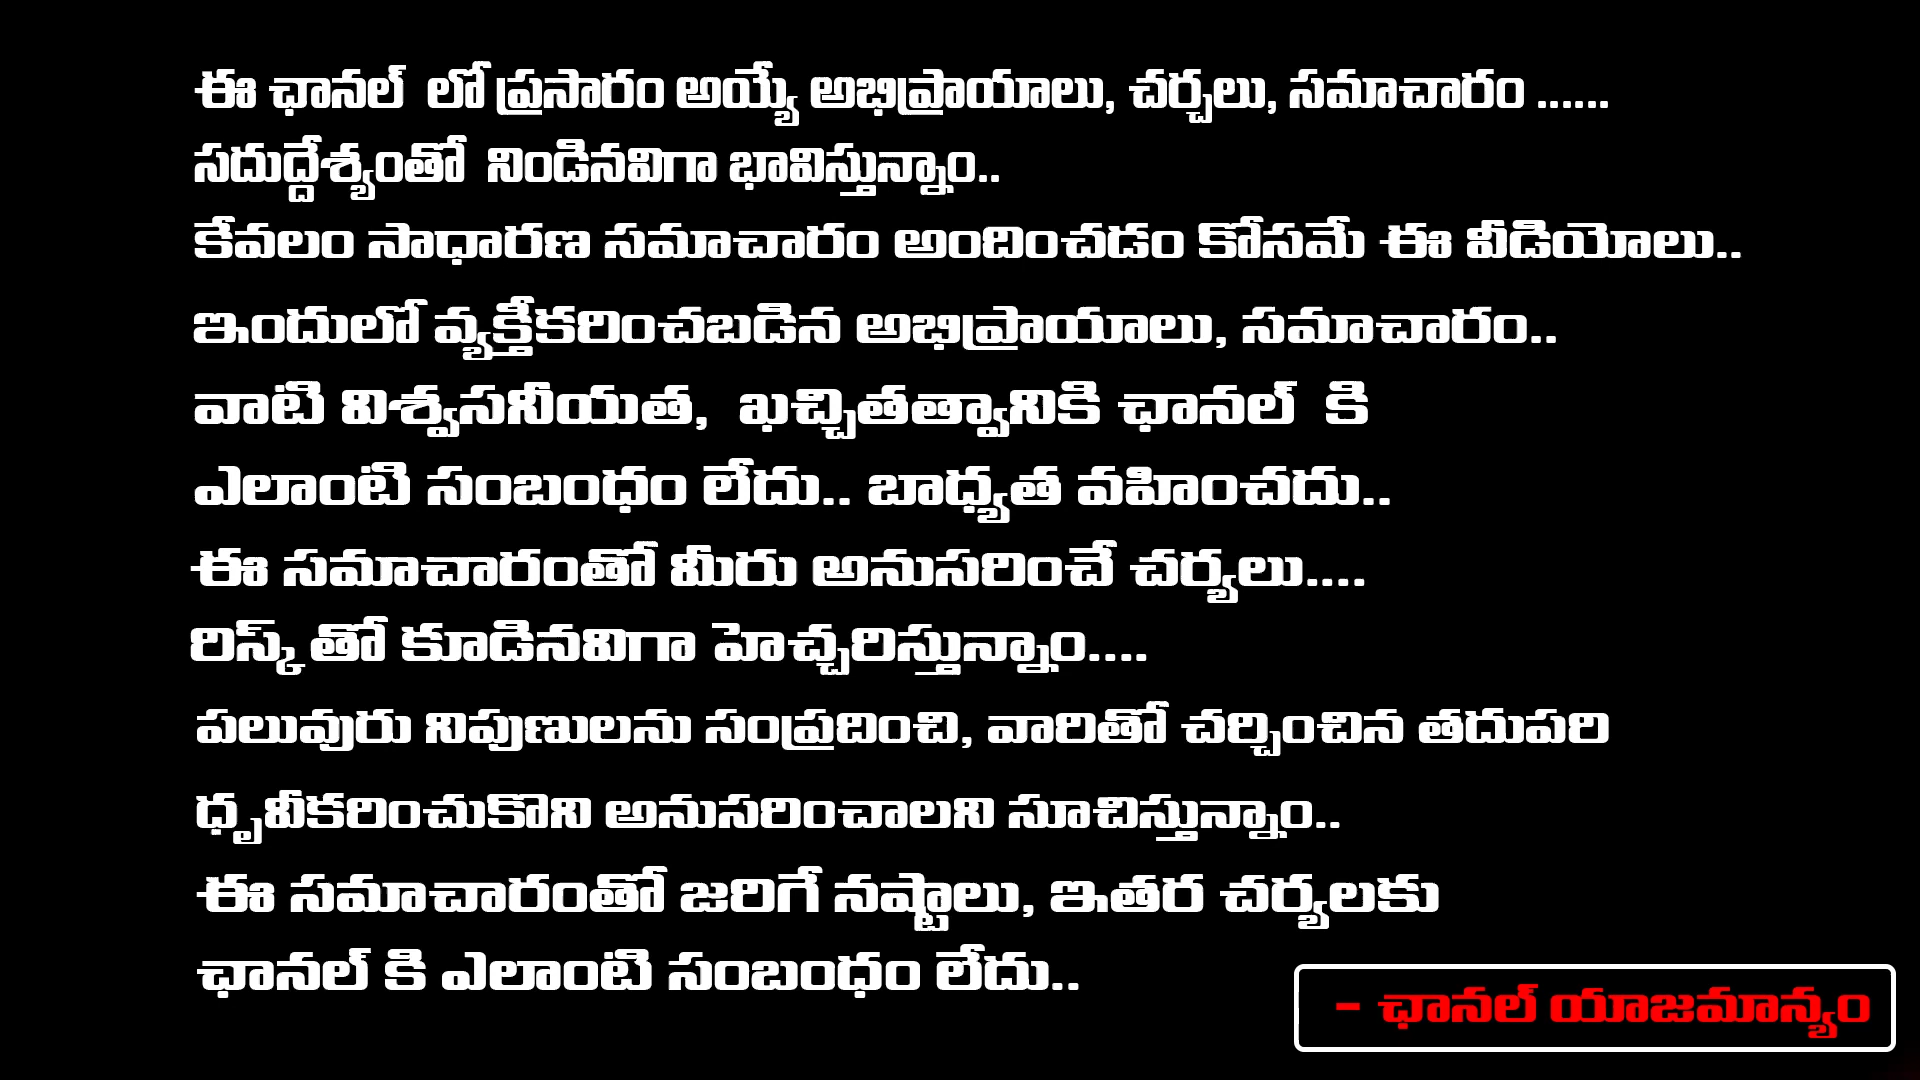 ఈ ఛానల్ లో ప్రసారం అయ్యే అభిప్రాయాలు, చర్చలు, సమాచారం ......
సదుద్దేశ్యంతో నిండినవిగా భావిస్తున్నాం..
కేవలం సాధారణ సమాచారం అందించడం కోసమే ఈ వీడియోలు..
ఇందులో వ్యక్తీకరించబడిన అభిప్రాయాలు, సమాచారం..
వాటి విశ్వసనీయత, ఖచ్చితత్వానికి ఛానల్ కి
ఎలాంటి సంబంధం లేదు.. బాధ్యత వహించదు..
ఈ సమాచారంతో మీరు అనుసరించే చర్యలు....
రిస్క్ తో కూడినవిగా హెచ్చరిస్తున్నాం....
పలువురు నిపుణులను సంప్రదించి, వారితో చర్చించిన తదుపరి
ధృవీకరించుకొని అనుసరించాలని సూచిస్తున్నాం..
ఈ సమాచారంతో జరిగే నష్టాలు, ఇతర చర్యలకు
ఛానల్ కి ఎలాంటి సంబంధం లేదు..
- ఛానల్ యాజమాన్యం